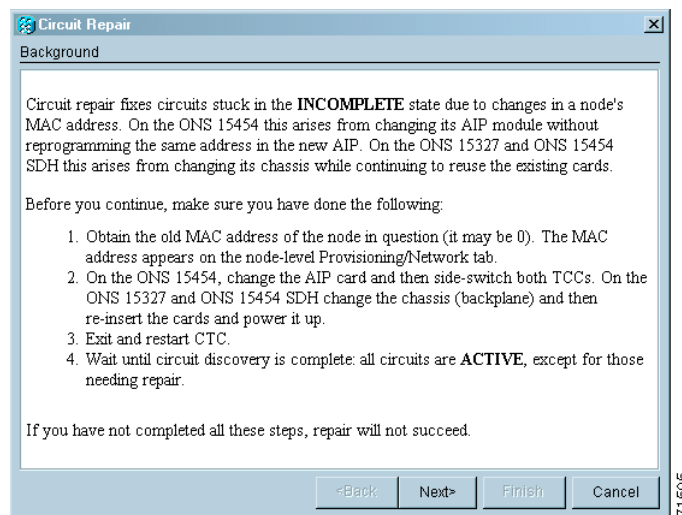 Circuit Repair
Background
Circuit repair fixes circuits stuck in the INCOMPLETE state due to changes in a node's
MAC address. On the ONS 15454 this arises from changing its AIP module without
reprogramming the same address in the new AIP. On the ONS 15327 and ONS 15454
SDH this arises from changing its chassis while continuing to reuse the existing cards.
Before you continue, make sure you have done the following:
1. Obtain the old MAC address of the node in question (it may be 0). The MAC
address appears on the node-level Provisioning/Network tab.
2. On the ONS 15454, change the AIP card and then side-switch both TCCs. On the
ONS 15327 and ONS 15454 SDH change the chassis (backplane) and then
re-insert the cards and power it up.
3. Exit and restart CTC.
4. Wait until circuit discovery is complete: all circuits are ACTIVE, except for those
needing repair.
If you have not completed all these steps, repair will not succeed.
<Back Next> Finish Cancel